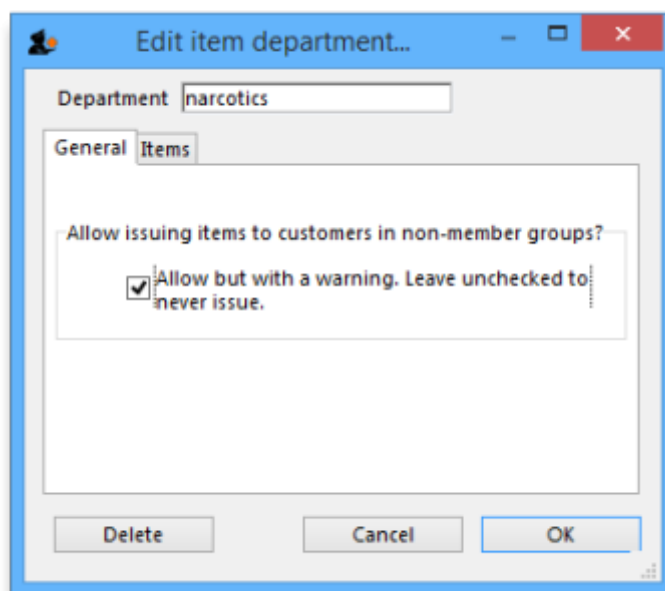 Edit item department...
Department narcotics
General Items
Allow issuing items to customers in non-member groups?
Allow but with a warning. Leave unchecked to
never issue.
Delete Cancel OK